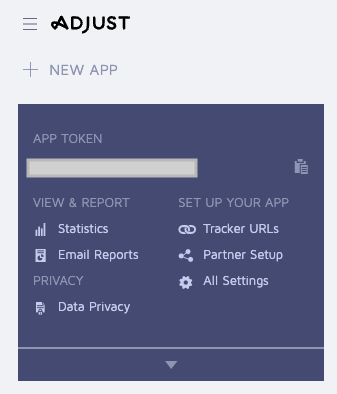 ADJUST
NEW APP
APP TOKEN
VIEW & REPORT
Statistics
Email Reports
PRIVACY
Data Privacy
SET UP YOUR APP
Tracker URLs
Partner Setup
All Settings